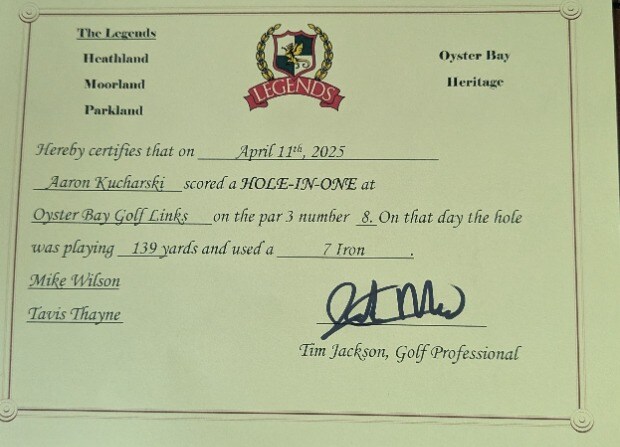 The Legends
Heathland
Moorland
Parkland
LEGENDS
Oyster Bay
Heritage
Hereby certifies that on April 11th, 2025
Aaron Kucharski scored a HOLE-IN-ONE at
Oyster Bay Golf Links on the par 3 number 8. On that day the hole
was playing 139 yards and used a 7 Iron.
Mike Wilson
Tavis Thayne
Tim Jackson, Golf Professional